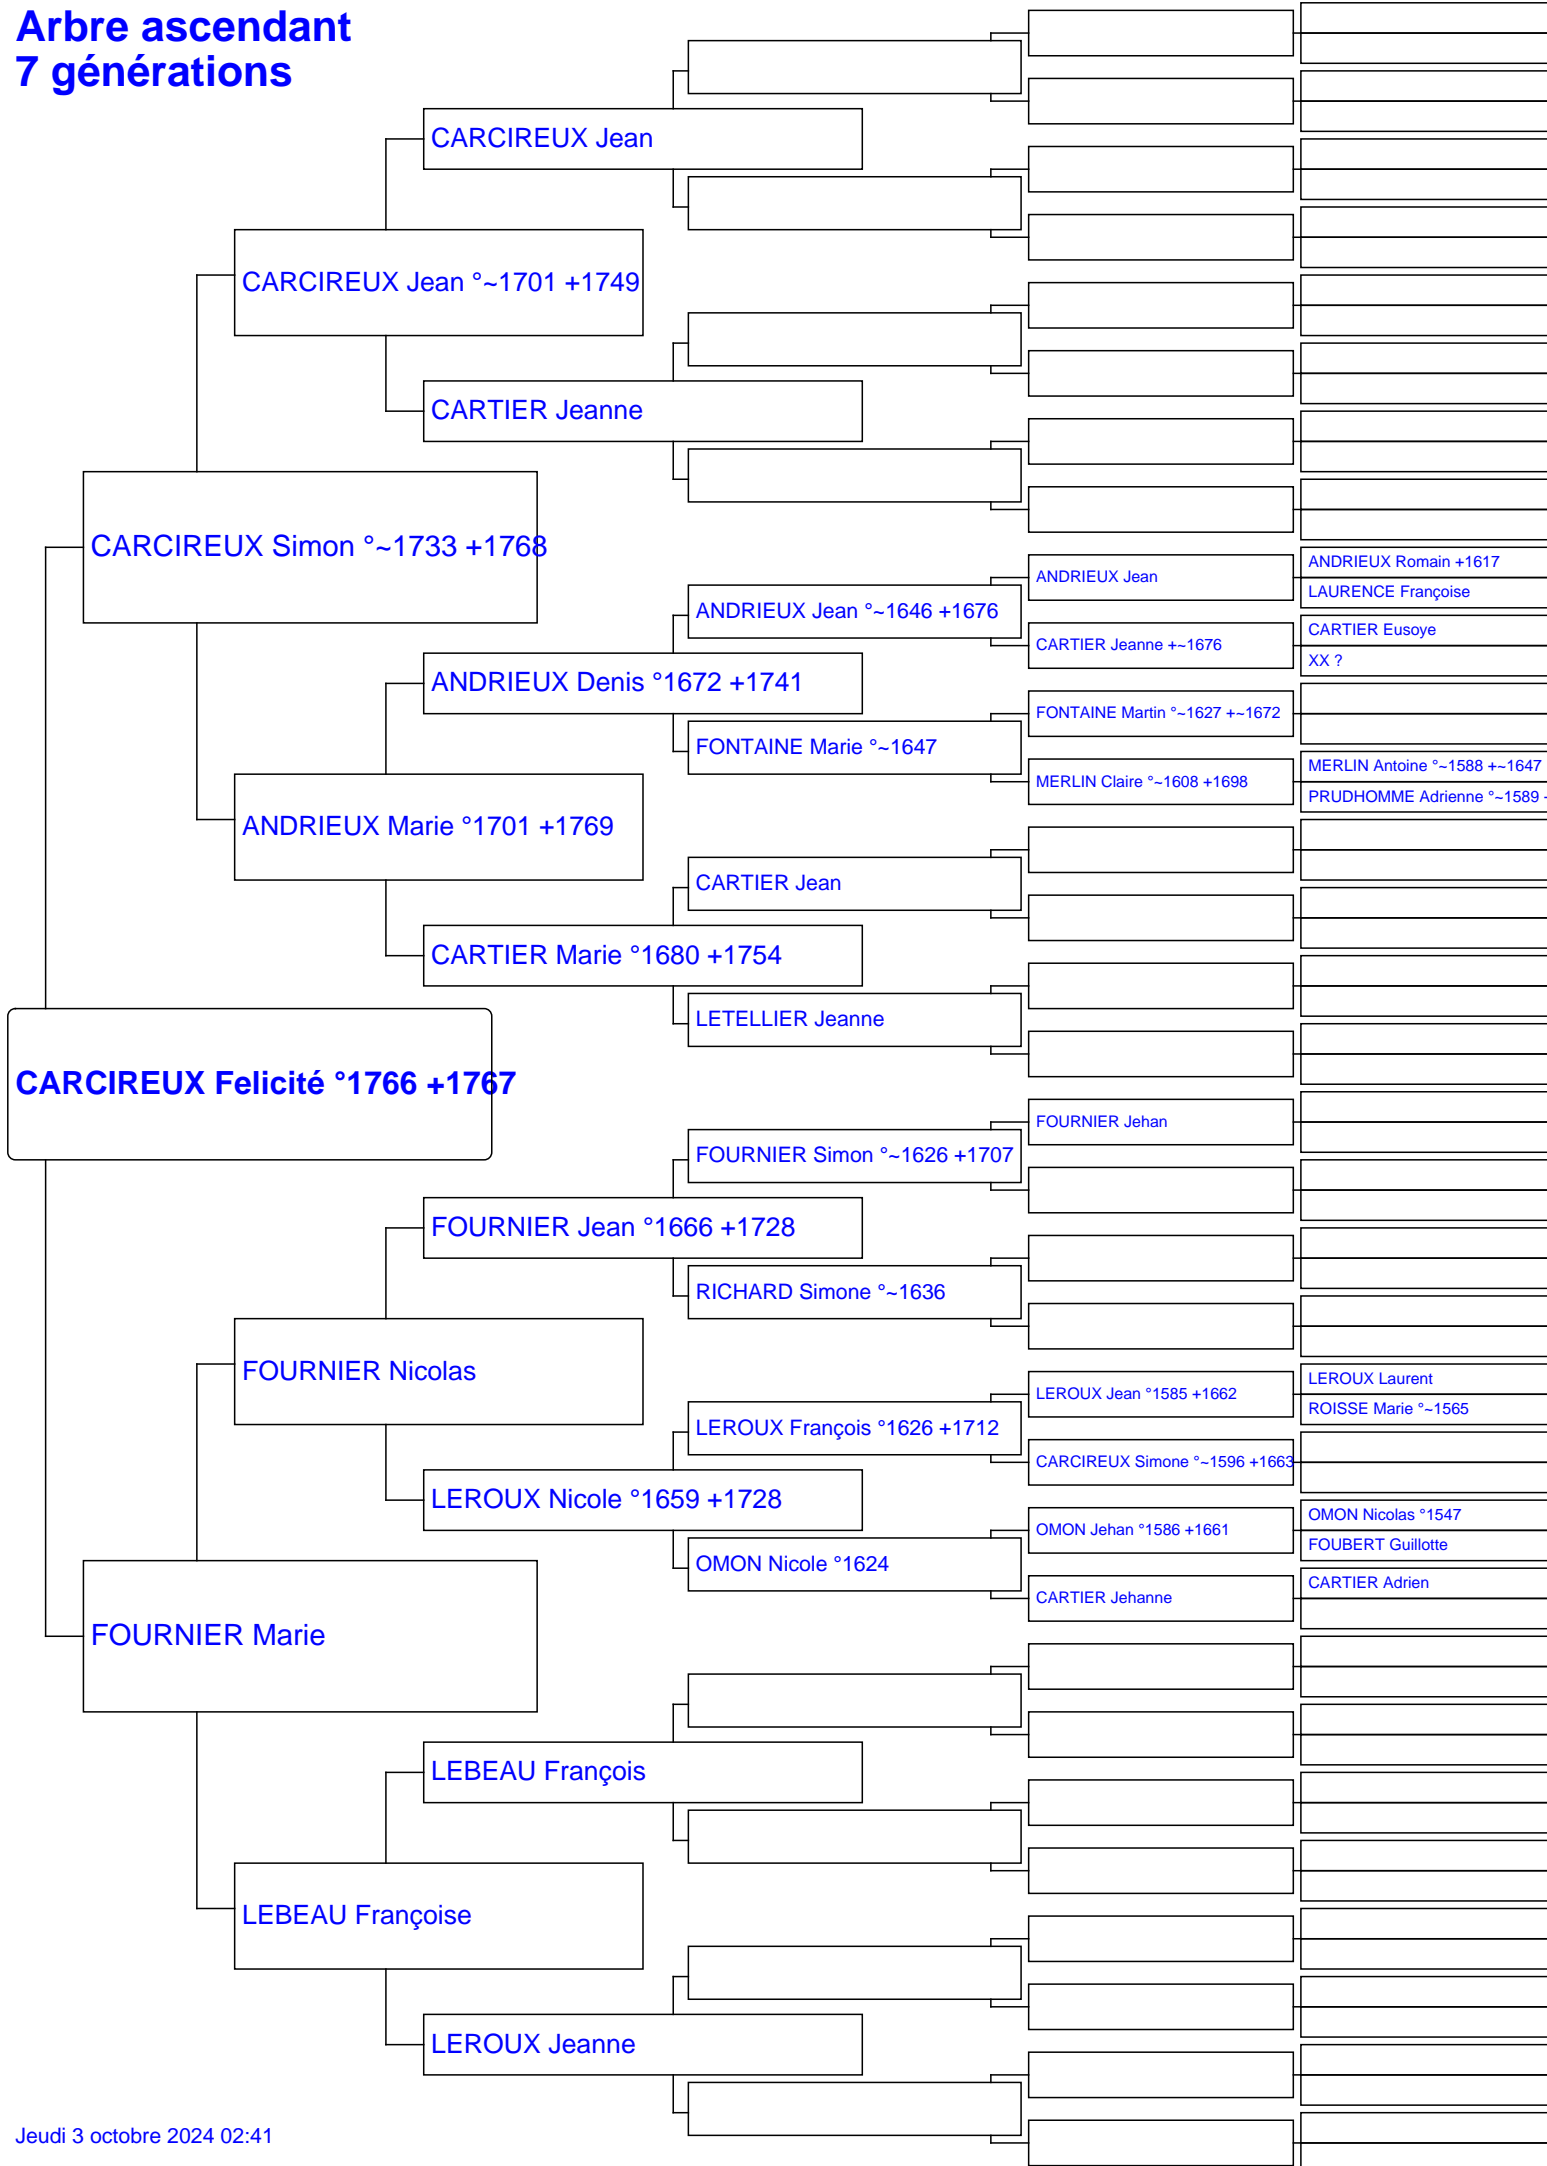 Arbre ascendant
7 générations
CARCIREUX Jean
CARCIREUX Jean °~1701 +1749
CARTIER Jeanne
CARCIREUX Simon °~1733 +1768
ANDRIEUX Romain +1617
ANDRIEUX Jean
LAURENCE Françoise
ANDRIEUX Jean °~1646 +1676
CARTIER Eusoye
CARTIER Jeanne +~1676
XX ?
ANDRIEUX Denis °1672 +1741
FONTAINE Martin °~1627 +~1672
FONTAINE Marie °~1647
MERLIN Antoine °~1588 +~1647
MERLIN Claire °~1608 +1698
PRUDHOMME Adrienne °~1589 -
ANDRIEUX Marie °1701 +1769
CARTIER Jean
CARTIER Marie °1680 +1754
LETELLIER Jeanne
CARCIREUX Felicité °1766 +1767
FOURNIER Jehan
FOURNIER Simon °~1626 +1707
FOURNIER Jean °1666 +1728
RICHARD Simone °~1636
FOURNIER Nicolas
LEROUX Laurent
LEROUX Jean °1585 +1662
ROISSE Marie °~1565
LEROUX François °1626 +1712
CARCIREUX Simone °~1596 +1663
LEROUX Nicole °1659 +1728
OMON Nicolas °1547
OMON Jehan °1586 +1661
FOUBERT Guillotte
OMON Nicole °1624
CARTIER Adrien
CARTIER Jehanne
FOURNIER Marie
LEBEAU François
LEBEAU Françoise
LEROUX Jeanne
Jeudi 3 octobre 2024 02:41